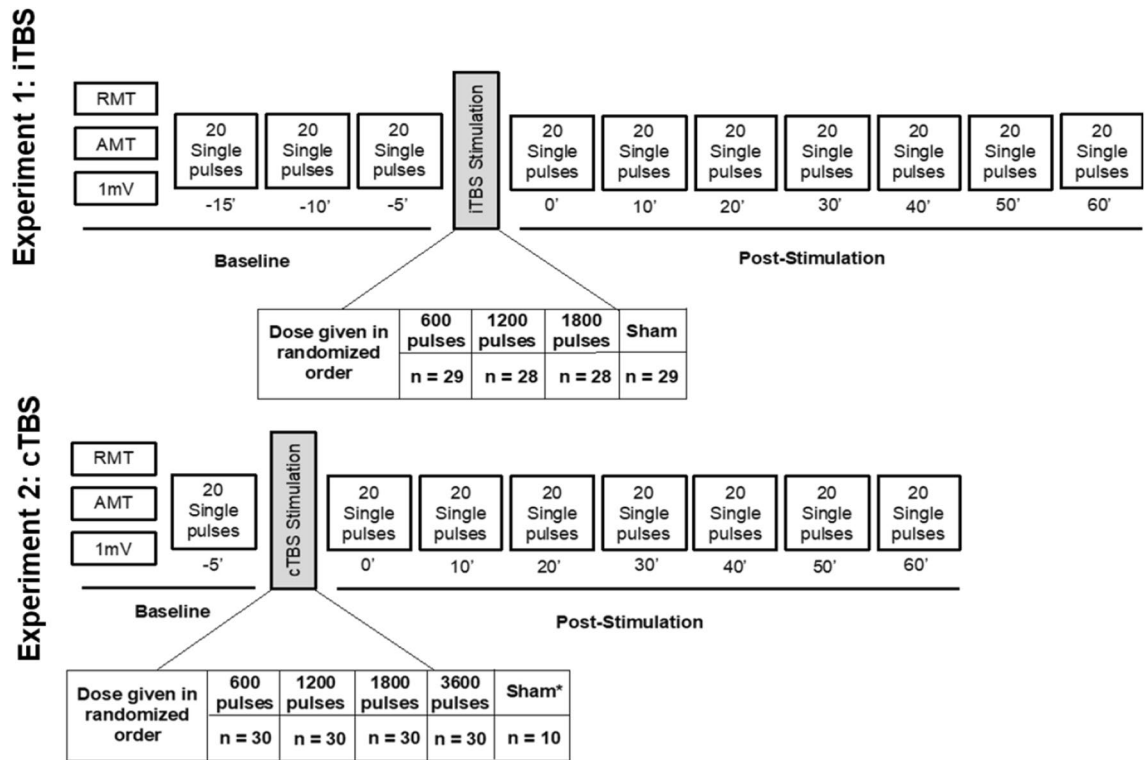 Experiment 1: iTBS
RMT
AMT
1mV
20
Single
pulses
-15'
20
Single
pulses
-10'
20
Single
pulses
-5'
Baseline
iTBS Stimulation
20
Single
pulses
0'
20
Single
pulses
10'
20
Single
pulses
20'
20
Single
pulses
30'
20
Single
pulses
40'
20
Single
pulses
50'
20
Single
pulses
60'
Post-Stimulation
Dose given in
randomized
order
600
pulses
1200
pulses
1800
pulses
Sham
n = 29
n = 28
n = 28
n = 29
Experiment 2: cTBS
RMT
AMT
1mV
20
Single
pulses
-5'
Baseline
cTBS Stimulation
20
Single
pulses
0'
20
Single
pulses
10'
20
Single
pulses
20'
20
Single
pulses
30'
20
Single
pulses
40'
20
Single
pulses
50'
20
Single
pulses
60'
Post-Stimulation
Dose given in
randomized
order
600
pulses
1200
pulses
1800
pulses
3600
pulses
Sham*
n = 30
n = 30
n = 30
n = 30
n = 10